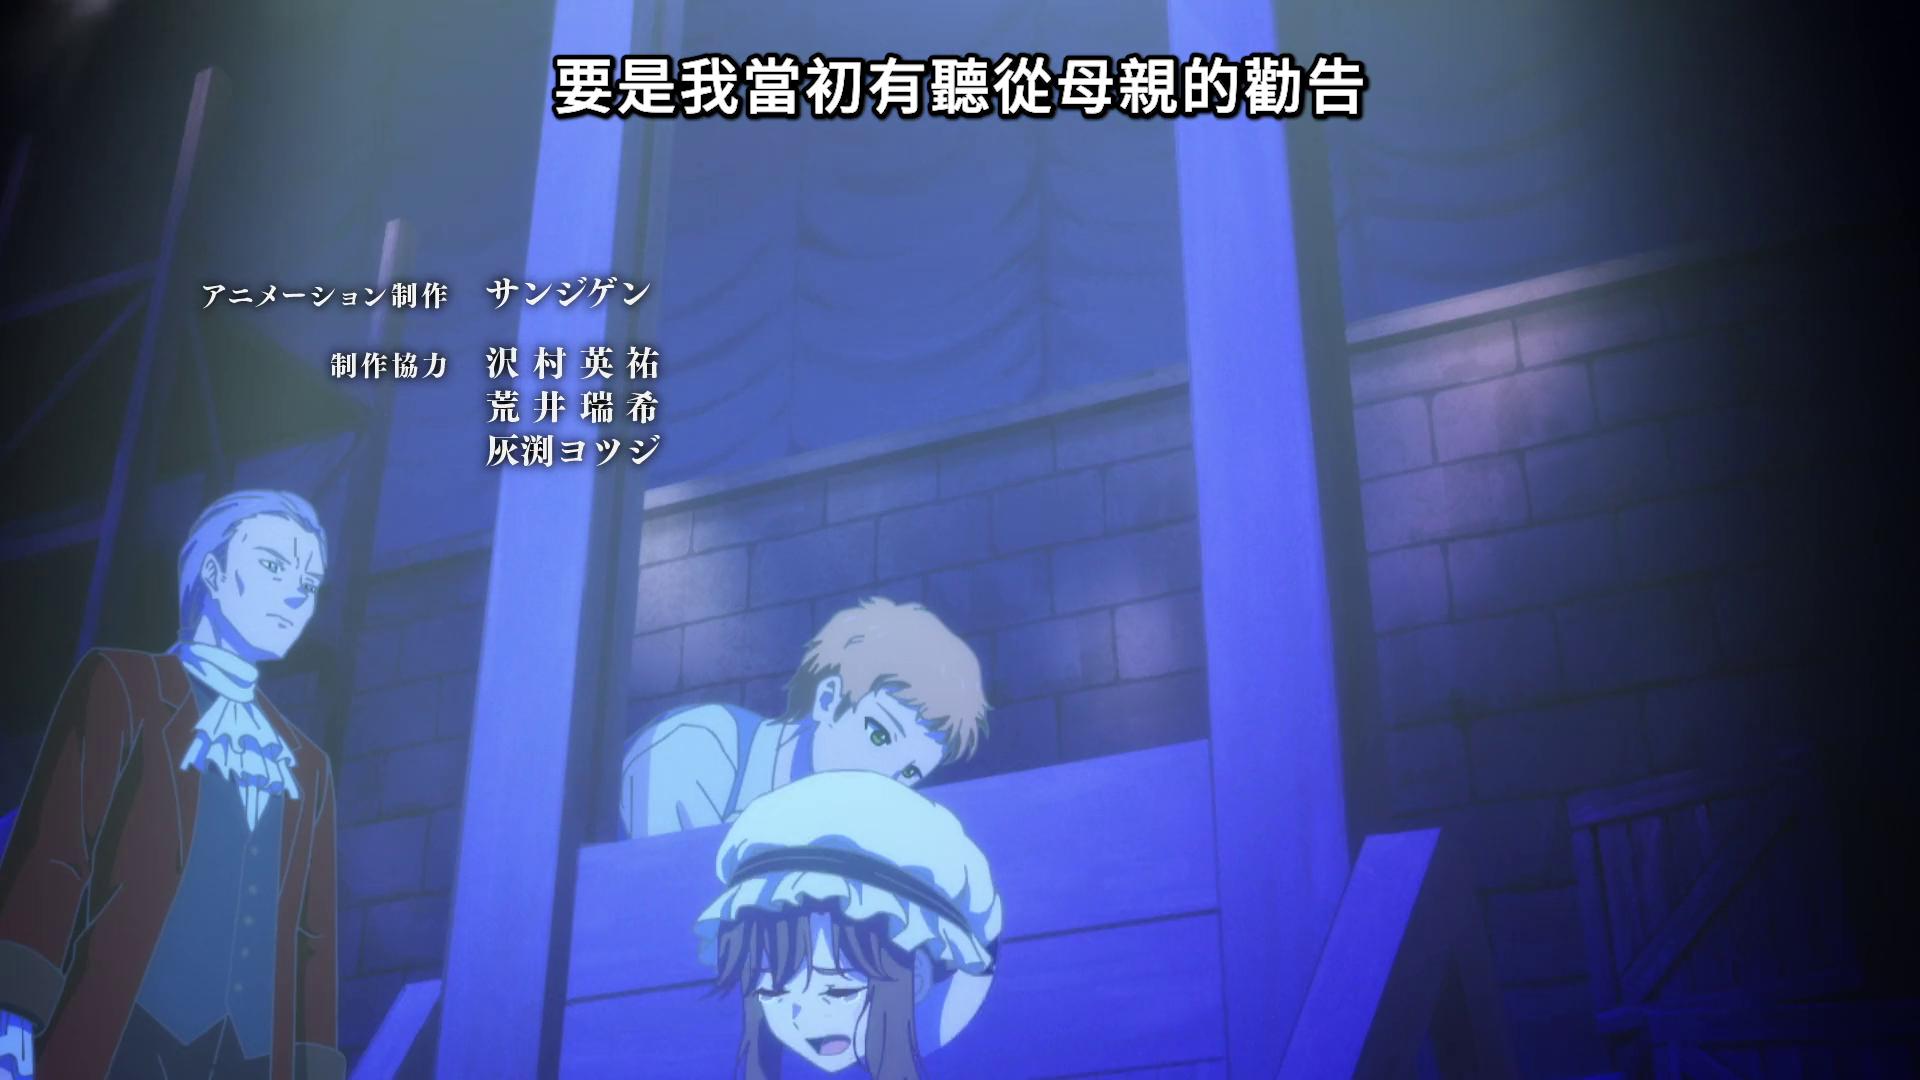 要是我當初有聽從母親的勸告
アニメーション制作 サンジゲン
制作協力 沢村英祐
荒井瑞希
灰渕ヨツジ